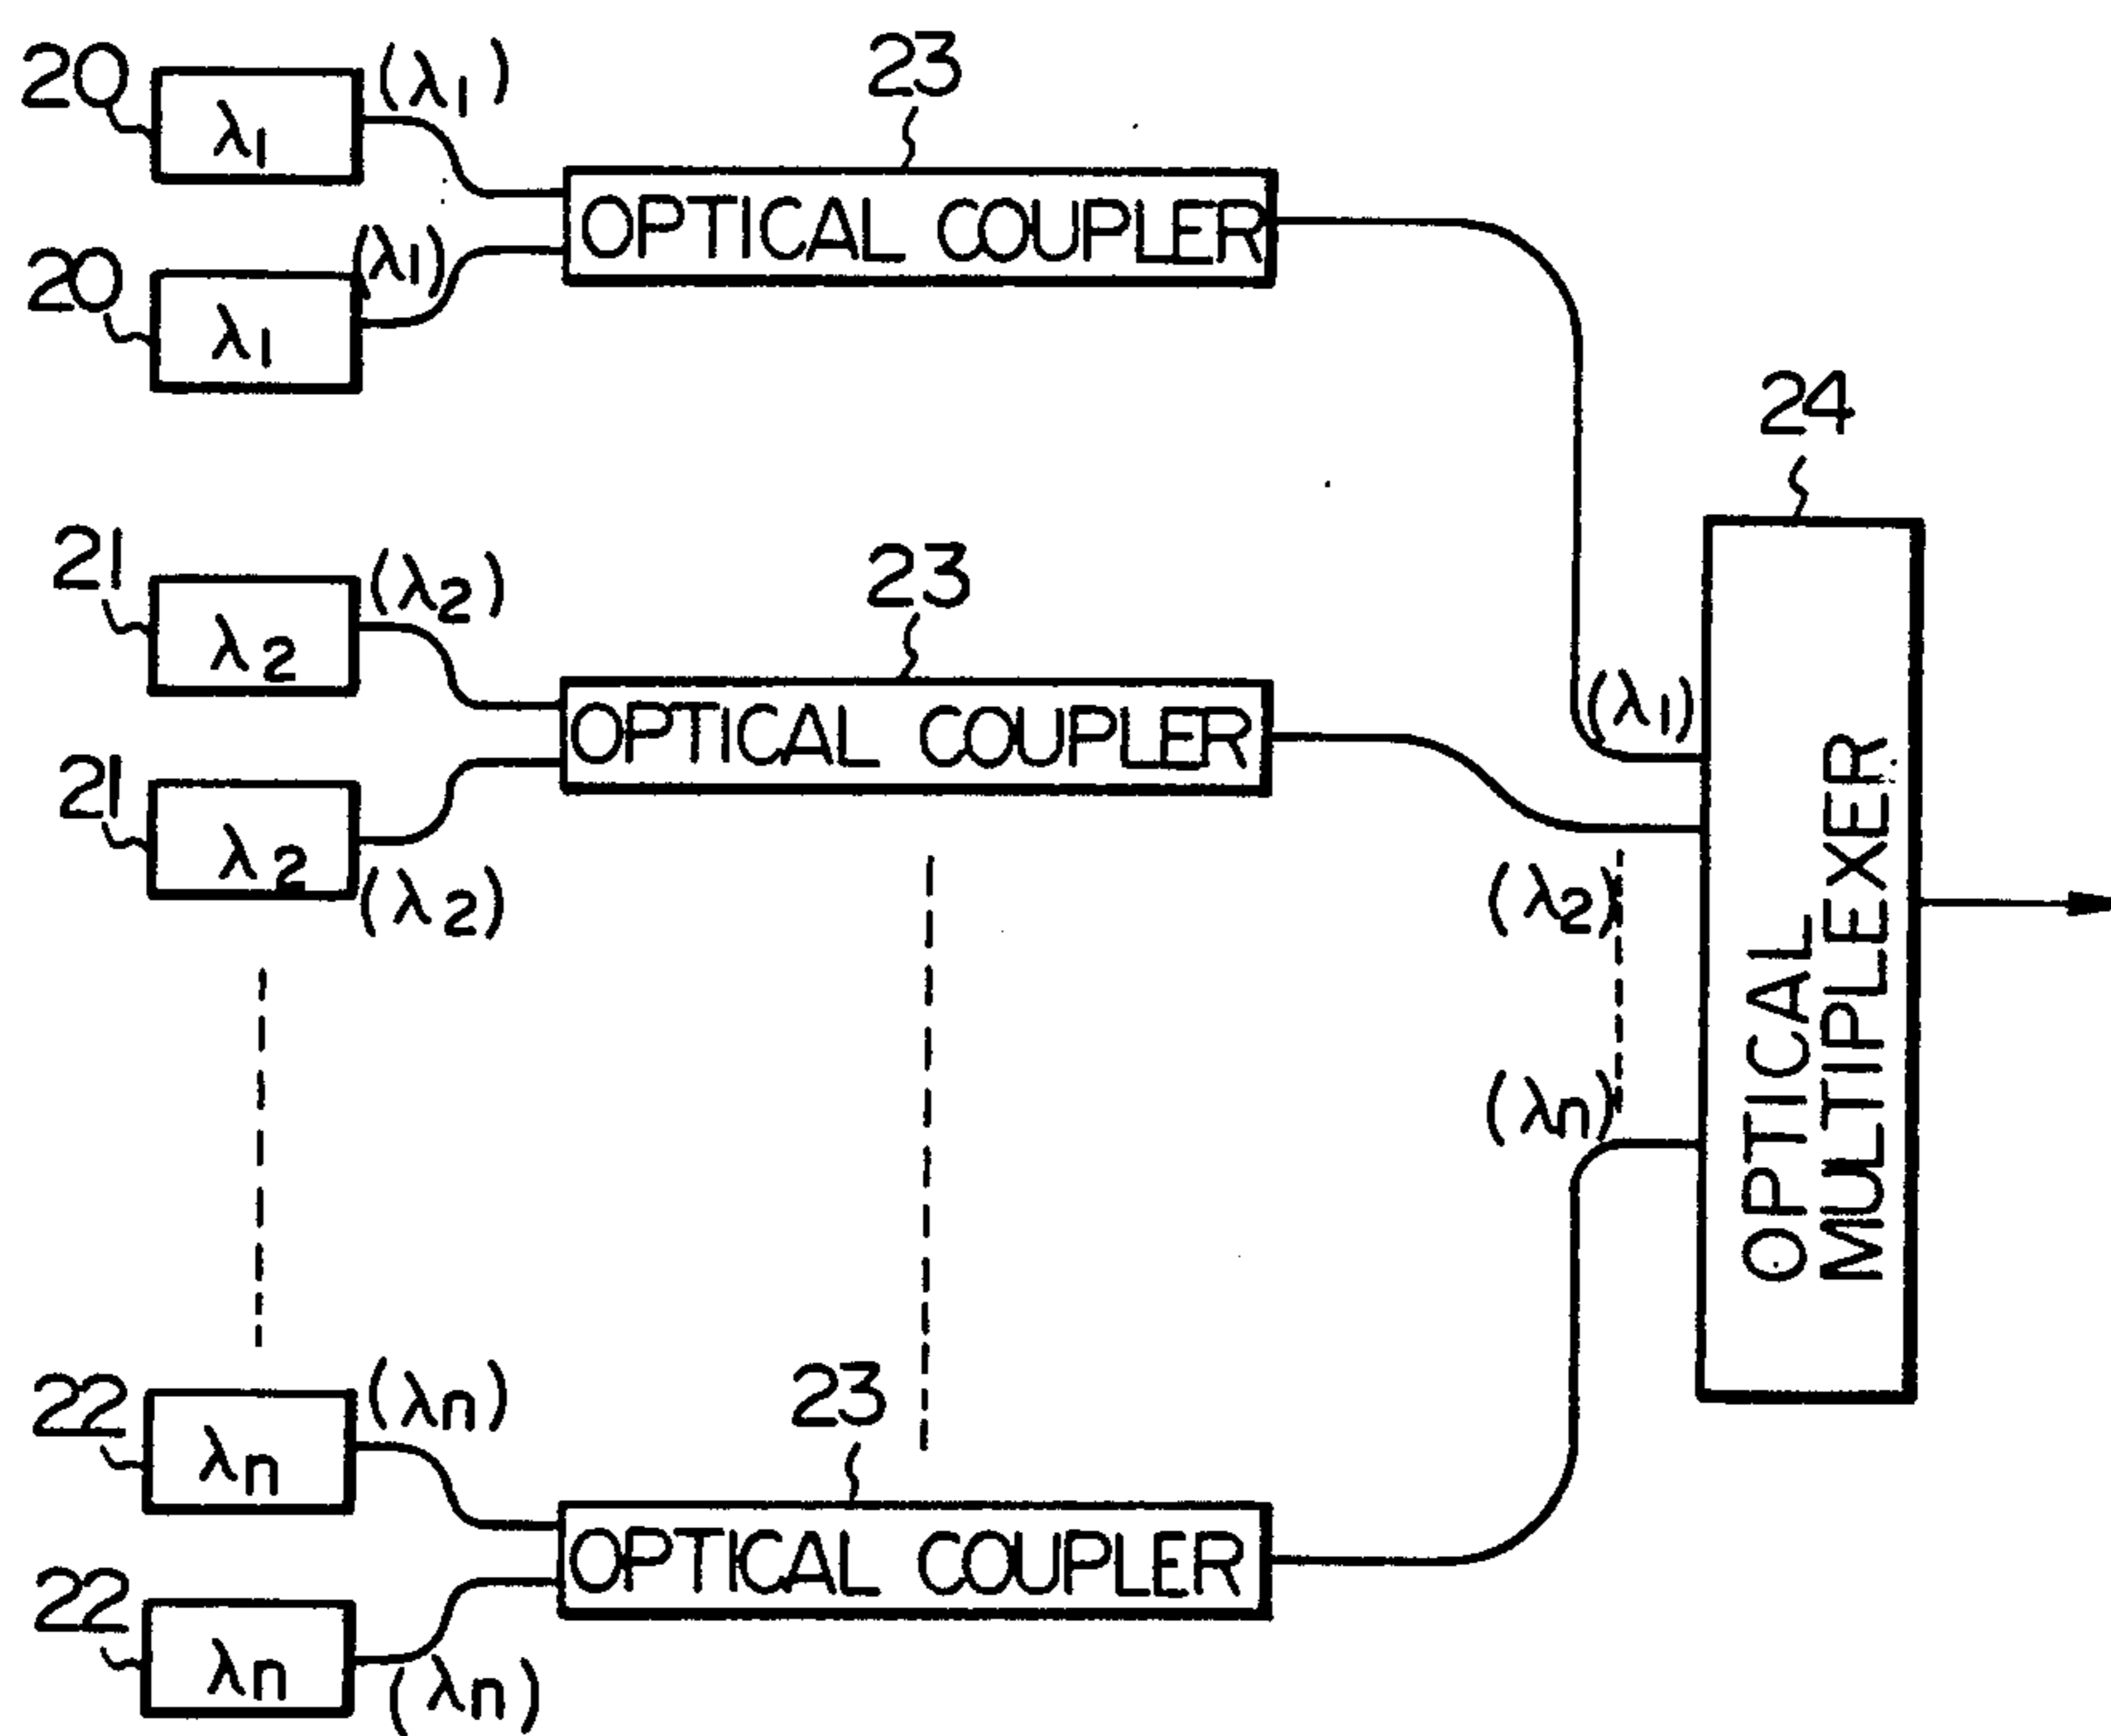 20
λ1
(λ1)
23
OPTICAL COUPLER
20
λ1
(λ1)
24
21
λ2
(λ2)
23
OPTICAL COUPLER
21
λ2
(λ2)
(λ1)
(λ2)
(λn)
OPTICAL
MULTIPLEXER
22
λn
(λn)
23
OPTICAL COUPLER
22
λn
(λn)